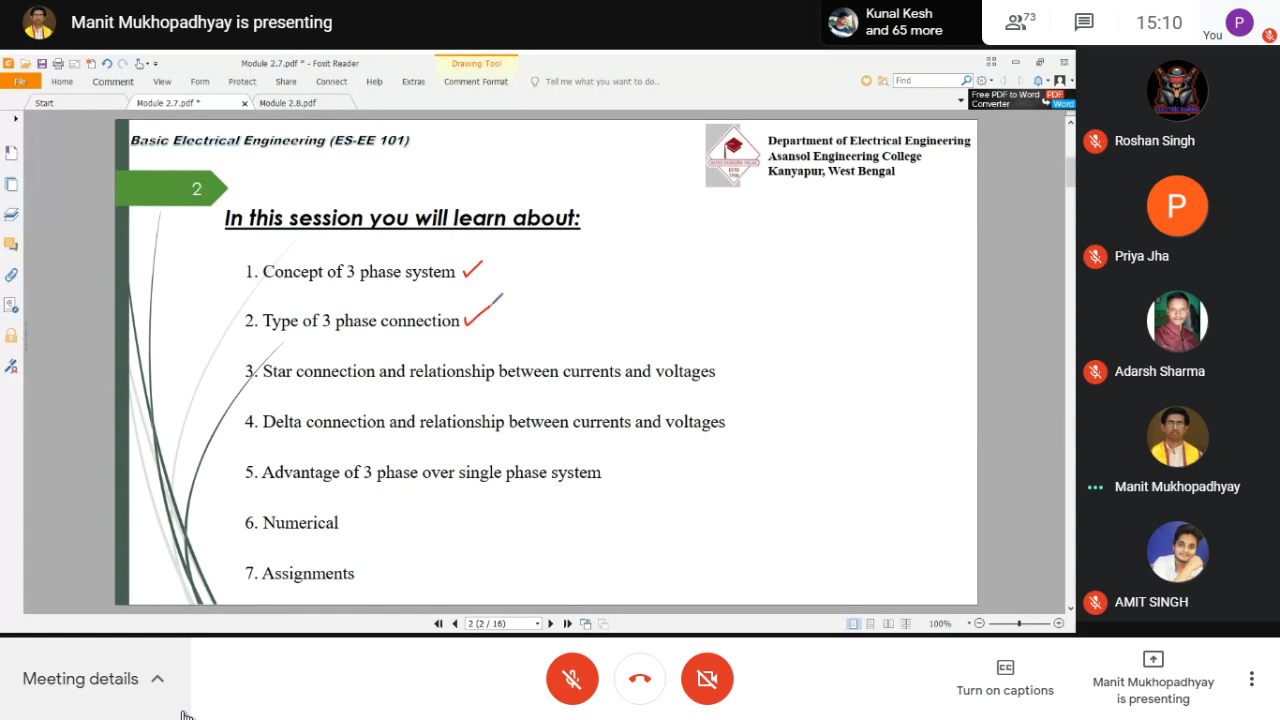 Manit Mukhopadhyay is presenting
Kunal Kesh
and 65 more
73
15:10
P
You
Module 2.7.pdf * - Foxit Reader
Drawing Tool
File
Home
Comment
View
Form
Protect
Share
Connect
Help
Extras
Comment Format
Tell me what you want to do..
Find
Start
Module 2.7.pdf *
Module 2.8.pdf
Free PDF to Word
Converter
PDF
Word
Basic Electrical Engineering (ES-EE 101)
Department of Electrical Engineering
Asansol Engineering College
Kanyapur, West Bengal
2
In this session you will learn about:
1. Concept of 3 phase system
2. Type of 3 phase connection
3. Star connection and relationship between currents and voltages
4. Delta connection and relationship between currents and voltages
5. Advantage of 3 phase over single phase system
6. Numerical
7. Assignments
2 (2 / 16)
100%
Roshan Singh
P
Priya Jha
Adarsh Sharma
Manit Mukhopadhyay
AMIT SINGH
Meeting details
CC
Turn on captions
Manit Mukhopadhyay
is presenting